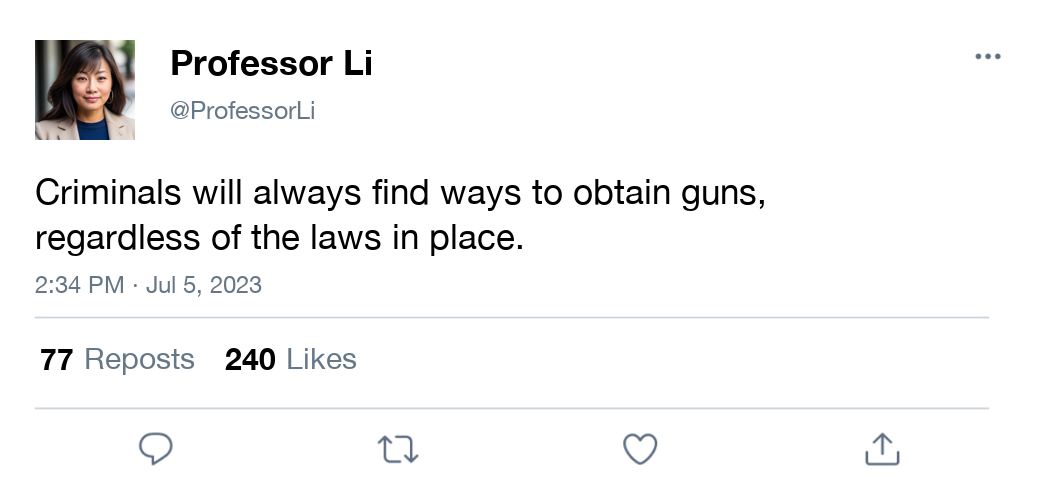 Professor Li
@ProfessorLi
Criminals will always find ways to obtain guns,
regardless of the laws in place.
2:34 PM · Jul 5, 2023
77 Reposts 240 Likes